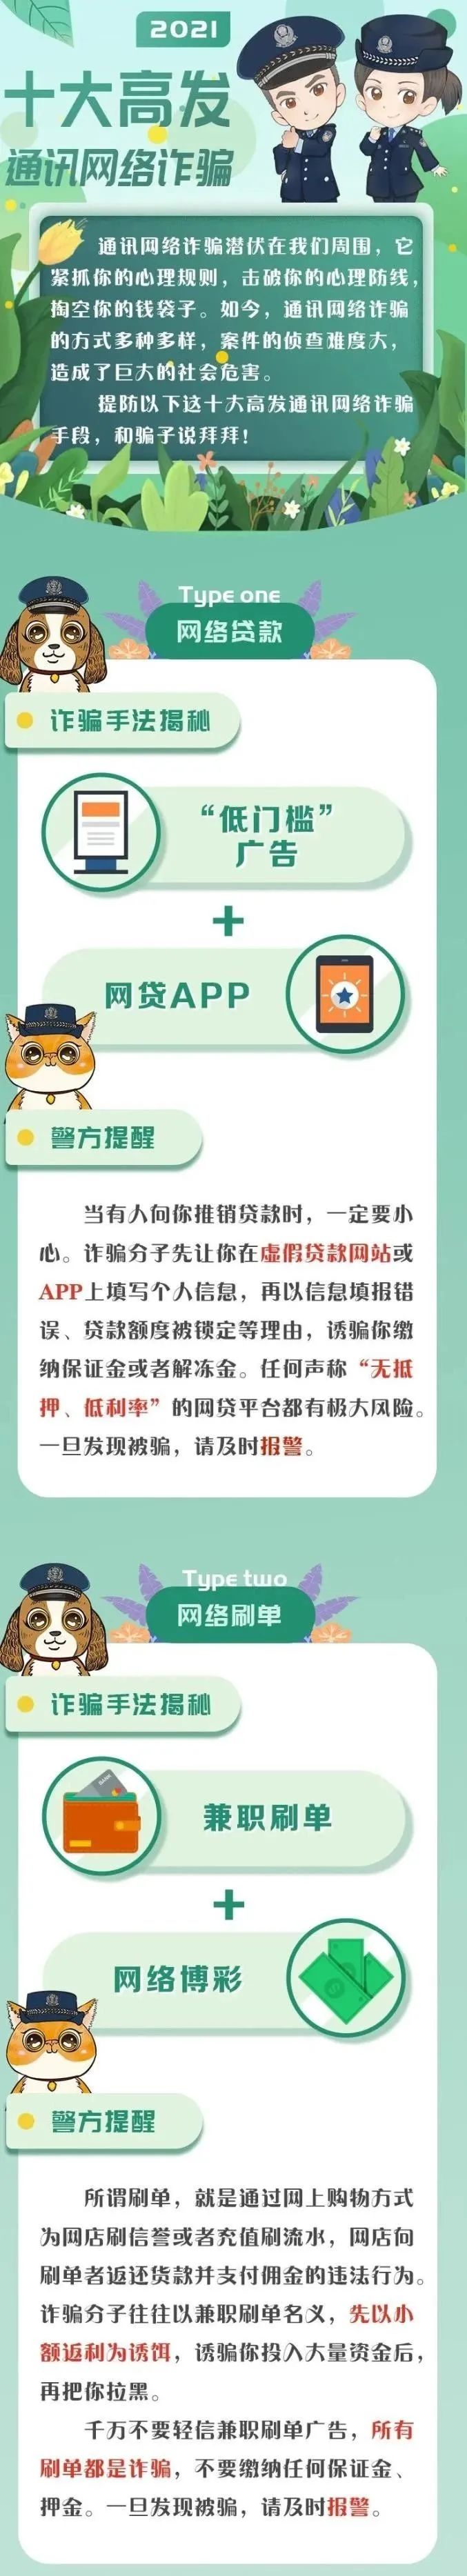 2021
十大高发
通讯网络诈骗
通讯网络诈骗潜伏在我们周围，它
紧抓你的心理规则，击破你的心理防线，
掏空你的钱袋子。如今，通讯网络诈骗
的方式多种多样，案件的侦查难度大，
造成了巨大的社会危害。
提防以下这十大高发通讯网络诈骗
手段，和骗子说拜拜！
Type one
网络贷款
诈骗手法揭秘
“低门槛”
广告
+
网贷APP
警方提醒
当有人向你推销贷款时，一定要小
心。诈骗分子先让你在虚假贷款网站或
APP上填写个人信息，再以信息填报错
误、贷款额度被锁定等理由，诱骗你缴
纳保证金或者解冻金。任何声称“无抵
押、低利率”的网贷平台都有极大风险。
一旦发现被骗，请及时报警。
Type two
网络刷单
诈骗手法揭秘
BANK
兼职刷单
+
网络博彩
警方提醒
所谓刷单，就是通过网上购物方式
为网店刷信誉或者充值刷流水，网店向
刷单者返还货款并支付佣金的违法行为。
诈骗分子往往以兼职刷单名义，先以小
额返利为诱饵，诱骗你投入大量资金后，
再把你拉黑。
千万不要轻信兼职刷单广告，所有
刷单都是诈骗，不要缴纳任何保证金、
押金。一旦发现被骗，请及时报警。